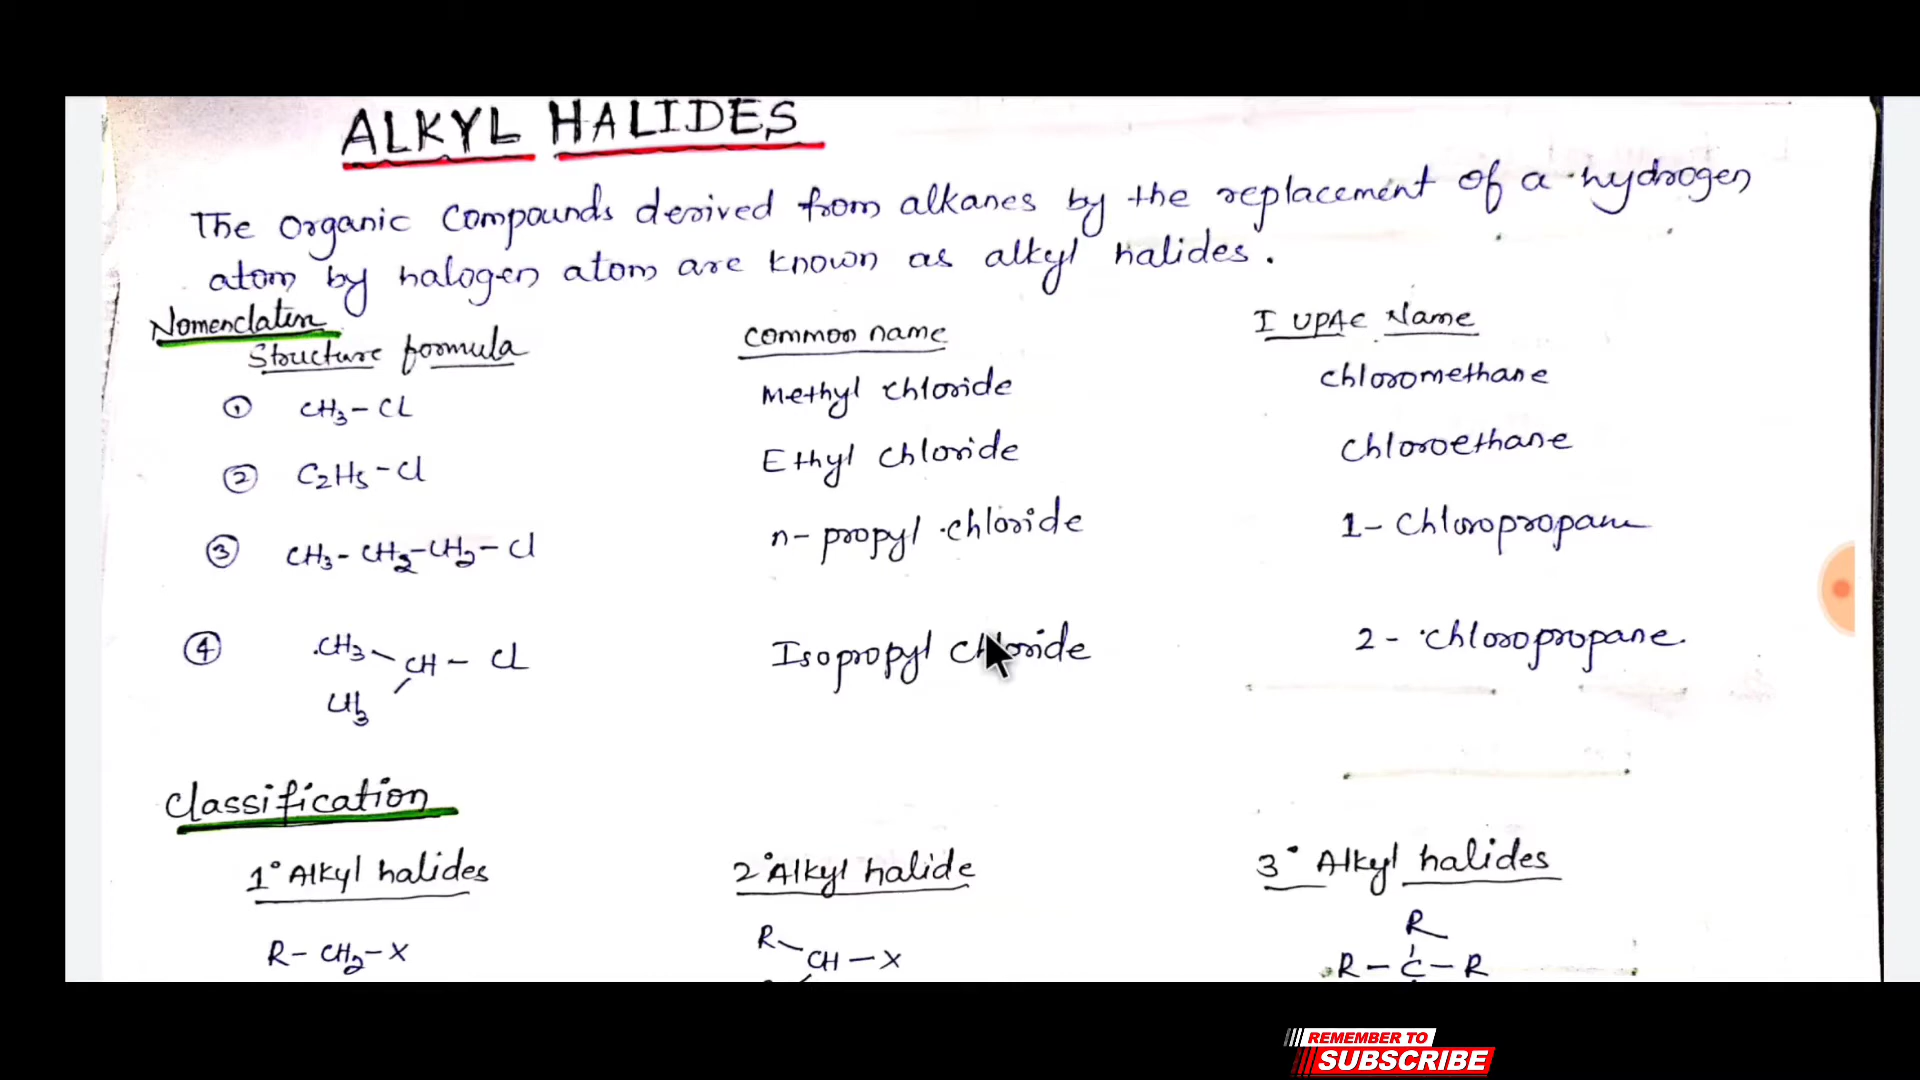 ALKYL HALIDES
The organic compounds derived from alkanes by the replacement of a hydrogen
atom by halogen atom are known as alkyl halides.
Nomenclature
Structure formula common name IUPAC Name
① CH3-Cl Methyl chloride chloromethane
② C2H5-Cl Ethyl chloride chloroethane
③ CH3-CH2-CH2-Cl n-propyl chloride 1-Chloropropane
④ CH3 CH-Cl Isopropyl chloride 2-chloropropane
CH3
Classification
1° Alkyl halides 2° Alkyl halide 3° Alkyl halides
R
R-CH2-X R CH-X R-C-R
REMEMBER TO
SUBSCRIBE